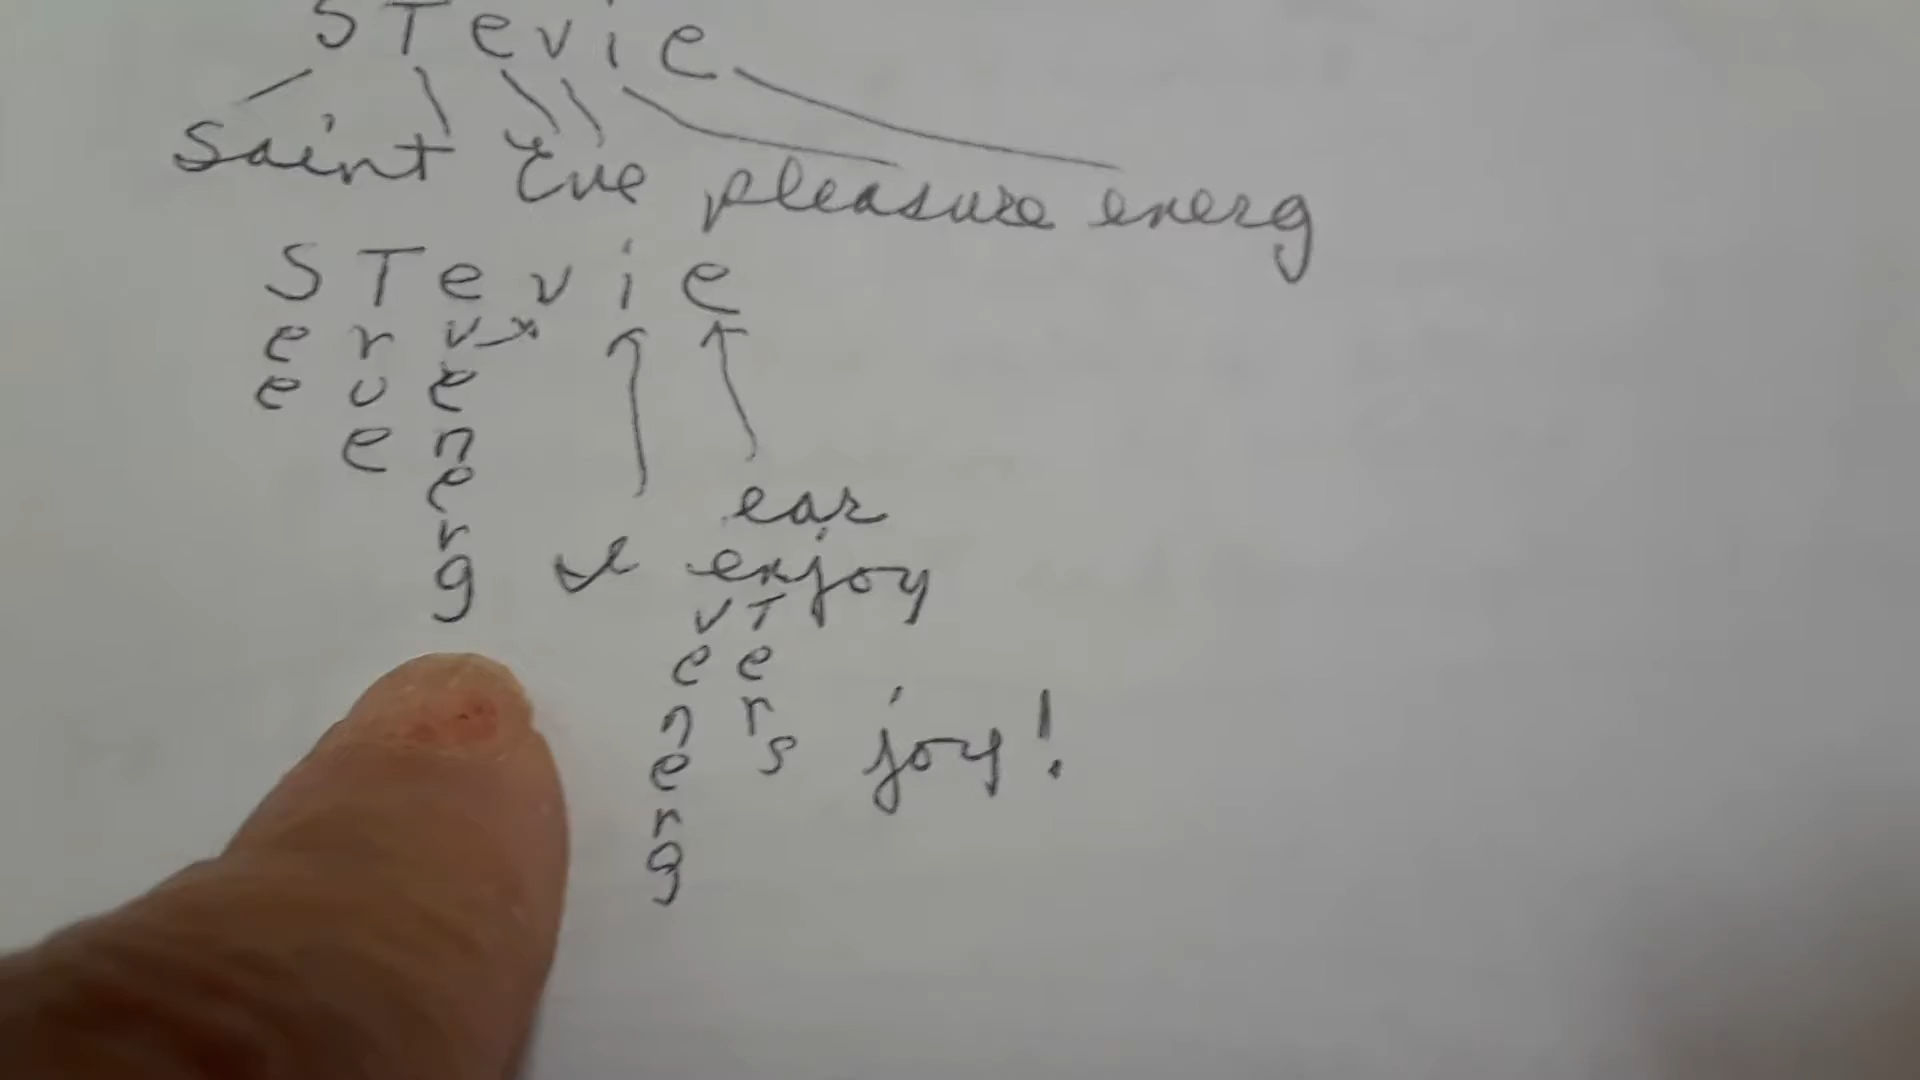 STevie
Saint Eve pleasure energ
STevie
e r v
e u e
e n
e
r
g
ear
enjoy
v T
e e
n r
e s joy!
r
g